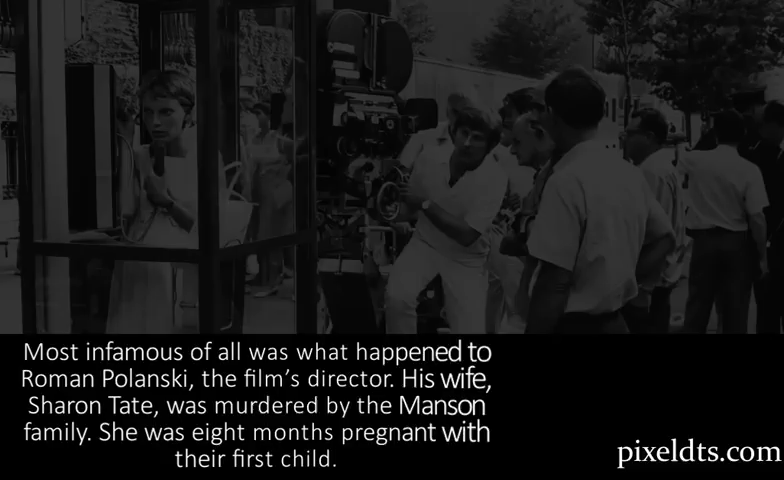 Most infamous of all was what happened to
Roman Polanski, the film’s director. His wife,
Sharon Tate, was murdered by the Manson
family. She was eight months pregnant with
their first child.
pixeldts.com